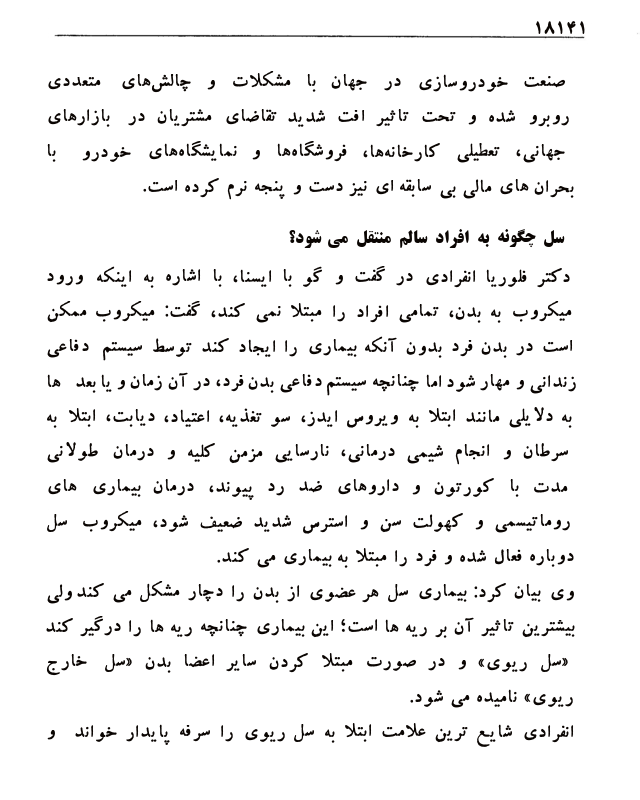 ۱۸۱۴۱
صنعت خودروسازی در جهان با مشکلات و چالش‌های متعددی
روبرو شده و تحت تاثیر افت شدید تقاضای مشتریان در بازارهای
جهانی، تعطیلی کارخانه‌ها، فروشگاه‌ها و نمایشگاه‌های خودرو با
بحران های مالی بی سابقه ای نیز دست و پنجه نرم کرده است.
سل چگونه به افراد سالم منتقل می شود؟
دکتر فلوریا انفرادی در گفت و گو با ایسنا، با اشاره به اینکه ورود
میکروب به بدن، تمامی افراد را مبتلا نمی کند، گفت: میکروب ممکن
است در بدن فرد بدون آنکه بیماری را ایجاد کند توسط سیستم دفاعی
زندانی و مهار شود اما چنانچه سیستم دفاعی بدن فرد، در آن زمان و یا بعد ها
به دلایلی مانند ابتلا به ویروس ایدز، سو تغذیه، اعتیاد، دیابت، ابتلا به
سرطان و انجام شیمی درمانی، نارسایی مزمن کلیه و درمان طولانی
مدت با کورتون و داروهای ضد رد پیوند، درمان بیماری های
روماتیسمی و کهولت سن و استرس شدید ضعیف شود، میکروب سل
دوباره فعال شده و فرد را مبتلا به بیماری می کند.
وی بیان کرد: بیماری سل هر عضوی از بدن را دچار مشکل می کند ولی
بیشترین تاثیر آن بر ریه ها است؛ این بیماری چنانچه ریه ها را درگیر کند
«سل ریوی» و در صورت مبتلا کردن سایر اعضا بدن «سل خارج
ریوی» نامیده می شود.
انفرادی شایع ترین علامت ابتلا به سل ریوی را سرفه پایدار خواند و